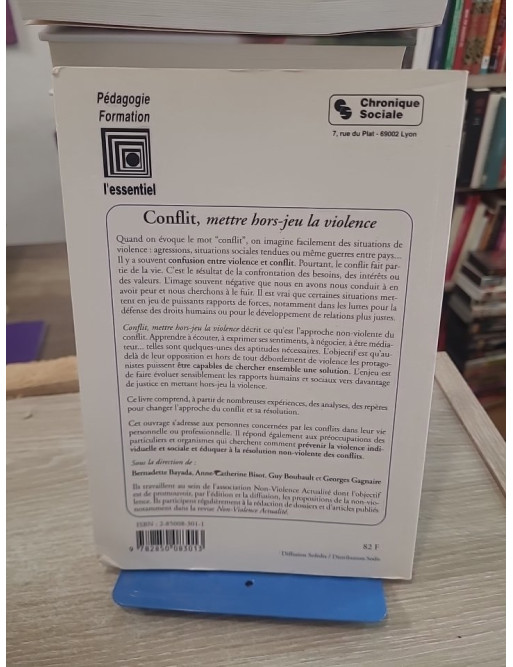 Pédagogie
Formation
l'essentiel
Chronique
Sociale
7, rue du Plat - 69002 Lyon
Conflit, mettre hors-jeu la violence
Quand on évoque le mot "conflit", on imagine facilement des situations de
violence : agressions, situations sociales tendues ou même guerres entre pays...
Il y a souvent confusion entre violence et conflit. Pourtant, le conflit fait par-
tie de la vie. C'est le résultat de la confrontation des besoins, des intérêts ou
des valeurs. L'image souvent négative que nous en avons nous conduit à en
avoir peur et nous cherchons à le fuir. Il est vrai que certaines situations met-
tent en jeu de puissants rapports de forces, notamment dans les luttes pour la
défense des droits humains ou pour le développement de relations plus justes.
Conflit, mettre hors-jeu la violence décrit ce qu'est l'approche non-violente du
conflit. Apprendre à écouter, à exprimer ses sentiments, à négocier, à être média-
teur... telles sont quelques-unes des aptitudes nécessaires. L'objectif est qu'au-
delà de leur opposition et hors de tout débordement de violence les protago-
nistes puissent être capables de chercher ensemble une solution. L'enjeu est
de faire évoluer sensiblement les rapports humains et sociaux vers davantage
de justice en mettant hors-jeu la violence.
Ce livre comprend, à partir de nombreuses expériences, des analyses, des repères
pour changer l'approche du conflit et sa résolution.
Cet ouvrage s'adresse aux personnes concernées par les conflits dans leur vie
personnelle ou professionnelle. Il répond également aux préoccupations des
particuliers et organismes qui cherchent comment prévenir la violence indi-
viduelle et sociale et éduquer à la résolution non-violente des conflits.
Sous la direction de :
Bernadette Bayada, Anne-Catherine Bisot, Guy Boubault et Georges Gagnaire
Ils travaillent au sein de l'association Non-Violence Actualité dont l'objectif
est de promouvoir, par l'édition et la diffusion, les propositions de la non-vio-
lence. Ils participent régulièrement à la rédaction de dossiers et d'articles publiés
notamment dans la revue Non-Violence Actualité.
ISBN : 2-85008-301-1
9 782850 083013
82 F
Diffusion Sofédis / Distribution Sodis